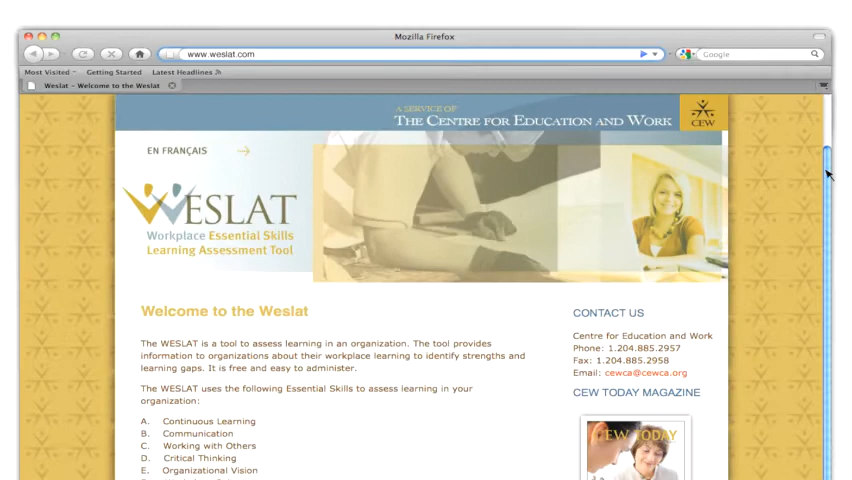 Mozilla Firefox
www.weslat.com
Google
Most Visited Getting Started Latest Headlines
Weslat – Welcome to the Weslat
A SERVICE OF
THE CENTRE FOR EDUCATION AND WORK
CEW
EN FRANÇAIS
WESLAT
Workplace Essential Skills
Learning Assessment Tool
Welcome to the Weslat
The WESLAT is a tool to assess learning in an organization. The tool provides
information to organizations about their workplace learning to identify strengths and
learning gaps. It is free and easy to administer.
The WESLAT uses the following Essential Skills to assess learning in your
organization:
A. Continuous Learning
B. Communication
C. Working with Others
D. Critical Thinking
E. Organizational Vision
CONTACT US
Centre for Education and Work
Phone: 1.204.885.2957
Fax: 1.204.885.2958
Email: cewca@cewca.org
CEW TODAY MAGAZINE
CEW TODAY